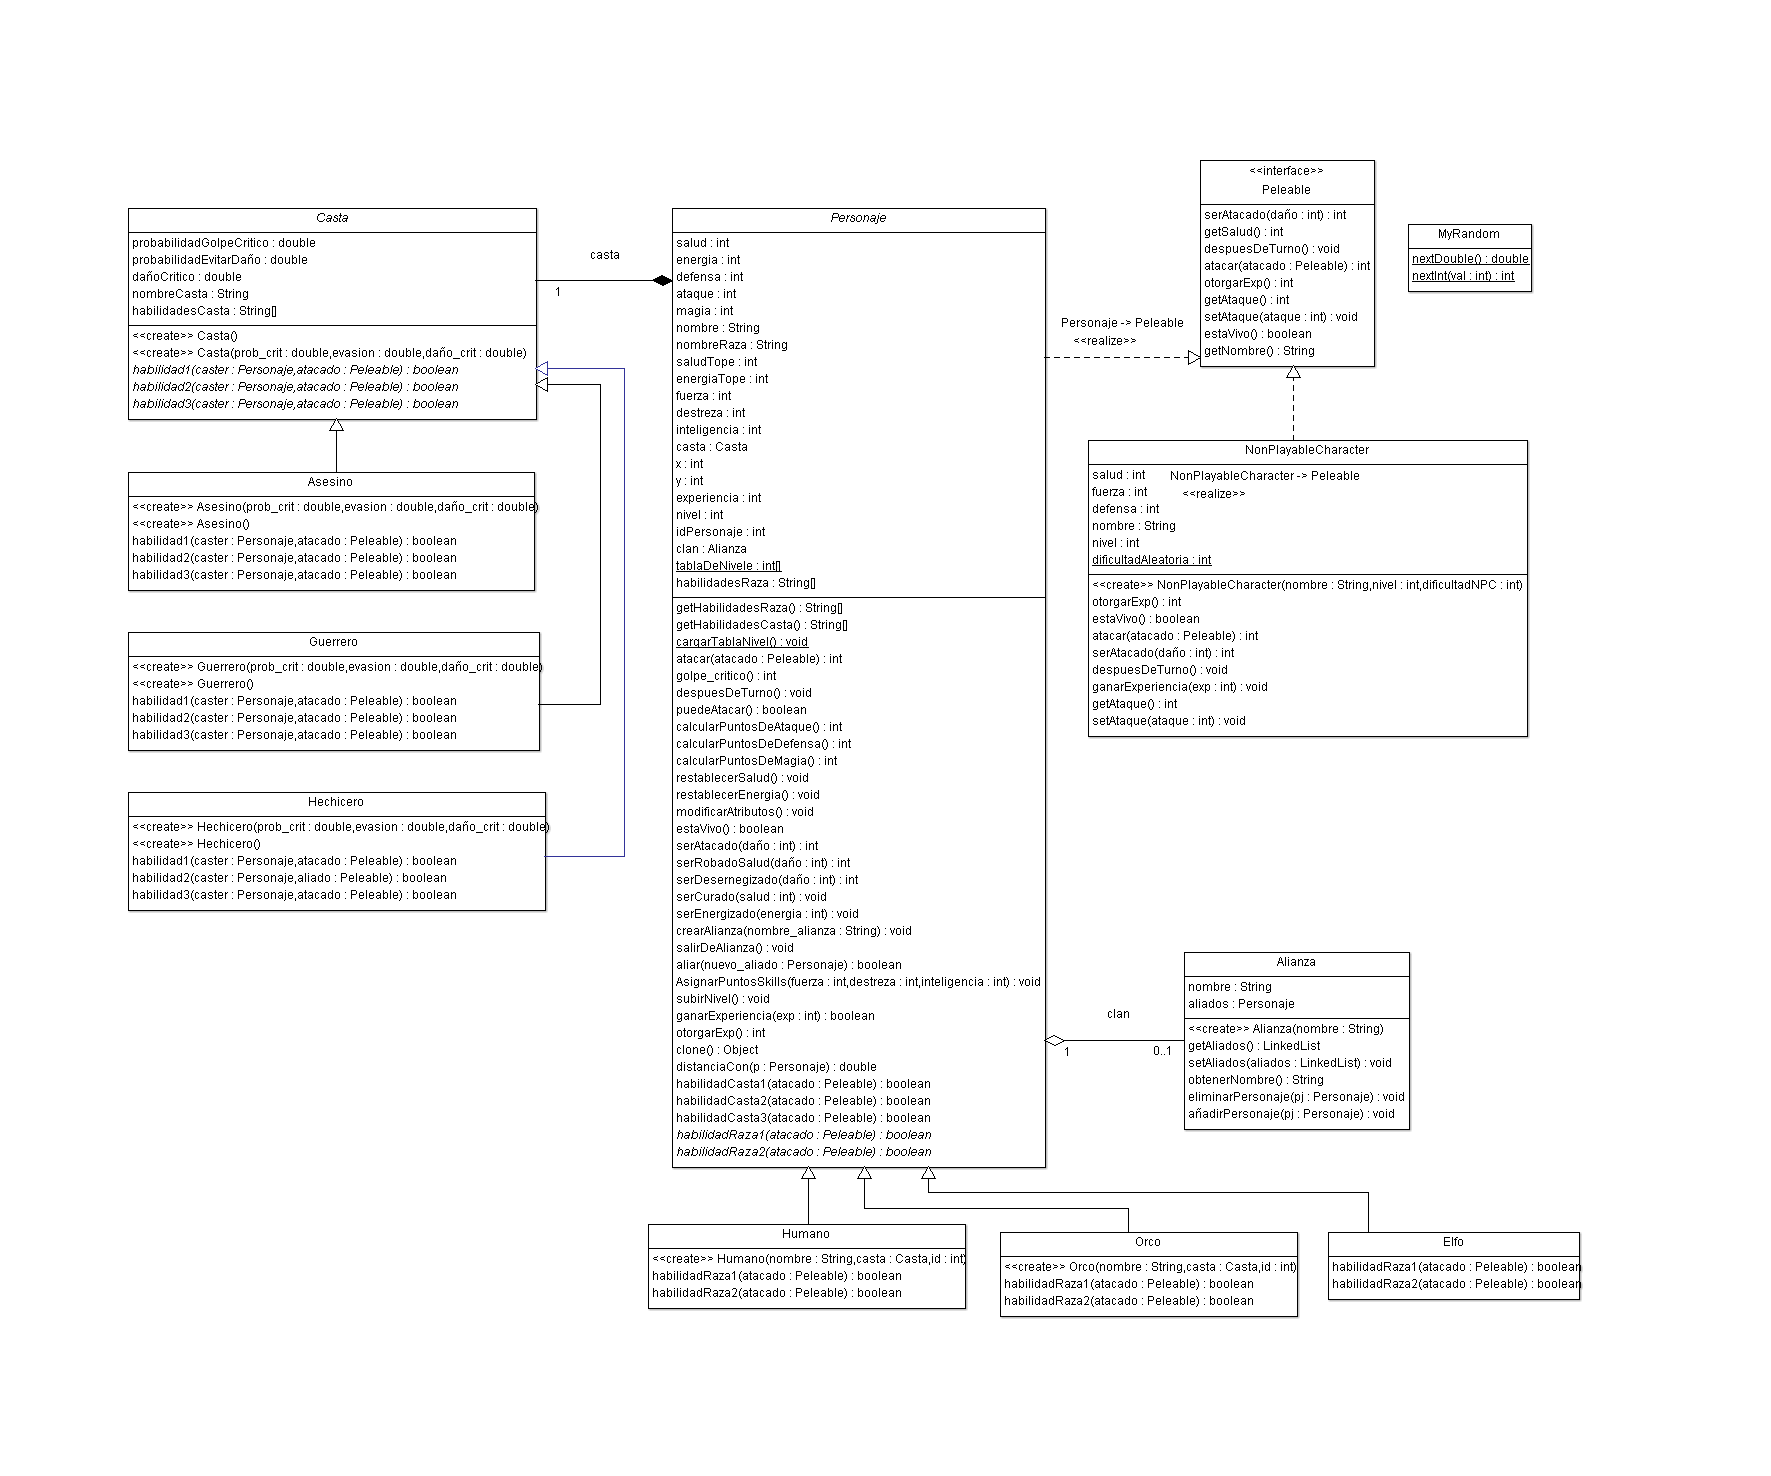 Casta
probabilidadGolpeCritico : double
probabilidadEvitarDaño : double
dañoCritico : double
nombreCasta : String
habilidadesCasta : String[]
<<create>> Casta()
<<create>> Casta(prob_crit : double,evasion : double,daño_crit : double)
habilidad1(caster : Personaje,atacado : Peleable) : boolean
habilidad2(caster : Personaje,atacado : Peleable) : boolean
habilidad3(caster : Personaje,atacado : Peleable) : boolean
Asesino
<<create>> Asesino(prob_crit : double,evasion : double,daño_crit : double)
<<create>> Asesino()
habilidad1(caster : Personaje,atacado : Peleable) : boolean
habilidad2(caster : Personaje,atacado : Peleable) : boolean
habilidad3(caster : Personaje,atacado : Peleable) : boolean
Guerrero
<<create>> Guerrero(prob_crit : double,evasion : double,daño_crit : double)
<<create>> Guerrero()
habilidad1(caster : Personaje,atacado : Peleable) : boolean
habilidad2(caster : Personaje,atacado : Peleable) : boolean
habilidad3(caster : Personaje,atacado : Peleable) : boolean
Hechicero
<<create>> Hechicero(prob_crit : double,evasion : double,daño_crit : double)
<<create>> Hechicero()
habilidad1(caster : Personaje,atacado : Peleable) : boolean
habilidad2(caster : Personaje,aliado : Peleable) : boolean
habilidad3(caster : Personaje,atacado : Peleable) : boolean
casta
1
Personaje
salud : int
energia : int
defensa : int
ataque : int
magia : int
nombre : String
nombreRaza : String
saludTope : int
energiaTope : int
fuerza : int
destreza : int
inteligencia : int
casta : Casta
x : int
y : int
experiencia : int
nivel : int
idPersonaje : int
clan : Alianza
tablaDeNivele : int[]
habilidadesRaza : String[]
getHabilidadesRaza() : String[]
getHabilidadesCasta() : String[]
cargarTablaNivel() : void
atacar(atacado : Peleable) : int
golpe_critico() : int
despuesDeTurno() : void
puedeAtacar() : boolean
calcularPuntosDeAtaque() : int
calcularPuntosDeDefensa() : int
calcularPuntosDeMagia() : int
restablecerSalud() : void
restablecerEnergia() : void
modificarAtributos() : void
estaVivo() : boolean
serAtacado(daño : int) : int
serRobadoSalud(daño : int) : int
serDesernegizado(daño : int) : int
serCurado(salud : int) : void
serEnergizado(energia : int) : void
crearAlianza(nombre_alianza : String) : void
salirDeAlianza() : void
aliar(nuevo_aliado : Personaje) : boolean
AsignarPuntosSkills(fuerza : int,destreza : int,inteligencia : int) : void
subirNivel() : void
ganarExperiencia(exp : int) : boolean
otorgarExp() : int
clone() : Object
distanciaCon(p : Personaje) : double
habilidadCasta1(atacado : Peleable) : boolean
habilidadCasta2(atacado : Peleable) : boolean
habilidadCasta3(atacado : Peleable) : boolean
habilidadRaza1(atacado : Peleable) : boolean
habilidadRaza2(atacado : Peleable) : boolean
Personaje -> Peleable
<<realize>>
<<interface>>
Peleable
serAtacado(daño : int) : int
getSalud() : int
despuesDeTurno() : void
atacar(atacado : Peleable) : int
otorgarExp() : int
getAtaque() : int
setAtaque(ataque : int) : void
estaVivo() : boolean
getNombre() : String
MyRandom
nextDouble() : double
nextInt(val : int) : int
NonPlayableCharacter
salud : int
fuerza : int
defensa : int
nombre : String
nivel : int
dificultadAleatoria : int
NonPlayableCharacter -> Peleable
<<realize>>
<<create>> NonPlayableCharacter(nombre : String,nivel : int,dificultadNPC : int)
otorgarExp() : int
estaVivo() : boolean
atacar(atacado : Peleable) : int
serAtacado(daño : int) : int
despuesDeTurno() : void
ganarExperiencia(exp : int) : void
getAtaque() : int
setAtaque(ataque : int) : void
clan
1
0..1
Alianza
nombre : String
aliados : Personaje
<<create>> Alianza(nombre : String)
getAliados() : LinkedList
setAliados(aliados : LinkedList) : void
obtenerNombre() : String
eliminarPersonaje(pj : Personaje) : void
añadirPersonaje(pj : Personaje) : void
Humano
<<create>> Humano(nombre : String,casta : Casta,id : int)
habilidadRaza1(atacado : Peleable) : boolean
habilidadRaza2(atacado : Peleable) : boolean
Orco
<<create>> Orco(nombre : String,casta : Casta,id : int)
habilidadRaza1(atacado : Peleable) : boolean
habilidadRaza2(atacado : Peleable) : boolean
Elfo
habilidadRaza1(atacado : Peleable) : boolean
habilidadRaza2(atacado : Peleable) : boolean